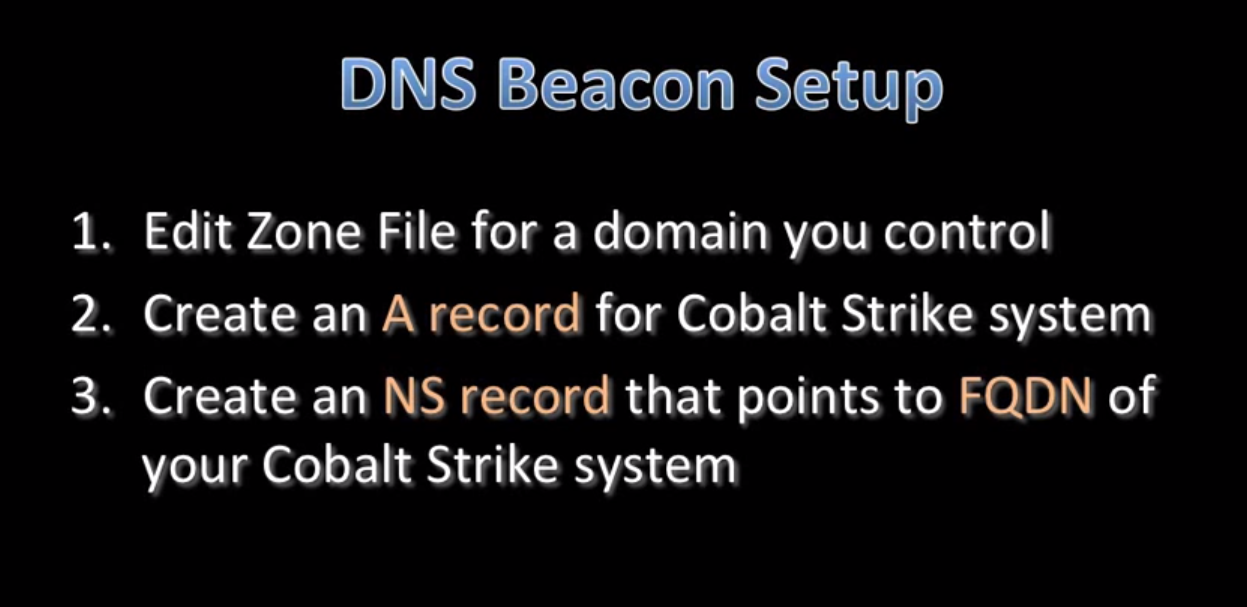 DNS Beacon Setup
1. Edit Zone File for a domain you control
2. Create an A record for Cobalt Strike system
3. Create an NS record that points to FQDN of
your Cobalt Strike system